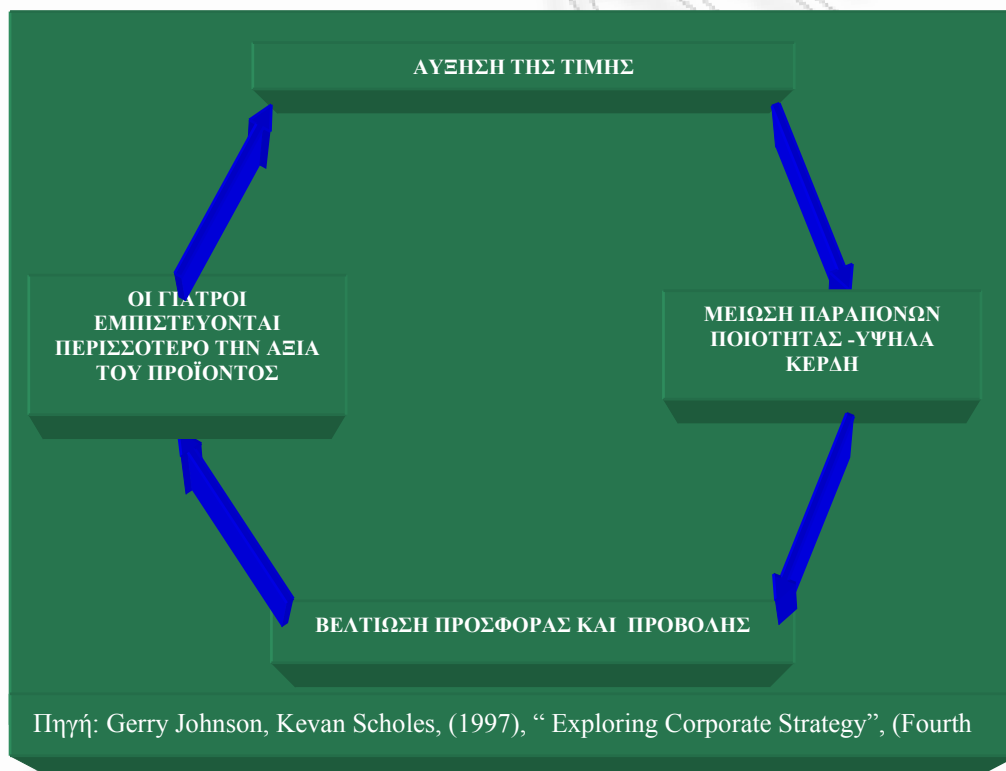 ΑΥΞΗΣΗ ΤΗΣ ΤΙΜΗΣ
ΟΙ ΓΙΑΤΡΟΙ
ΕΜΠΙΣΤΕΥΟΝΤΑΙ
ΠΕΡΙΣΣΟΤΕΡΟ ΤΗΝ ΑΞΙΑ
ΤΟΥ ΠΡΟΪΟΝΤΟΣ
ΜΕΙΩΣΗ ΠΑΡΑΠΟΝΩΝ
ΠΟΙΟΤΗΤΑΣ -ΥΨΗΛΑ
ΚΕΡΔΗ
ΒΕΛΤΙΩΣΗ ΠΡΟΣΦΟΡΑΣ ΚΑΙ ΠΡΟΒΟΛΗΣ
Πηγή: Gerry Johnson, Kevan Scholes, (1997), “ Exploring Corporate Strategy”, (Fourth